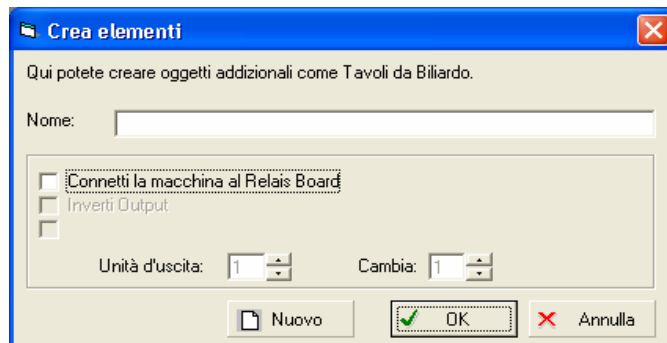 Crea elementi
Qui potete creare oggetti addizionali come Tavoli da Biliardo.
Nome:
Connetti la macchina al Relais Board
Inverti Output
Unità d'uscita: 1 Cambia: 1
Nuovo OK Annulla